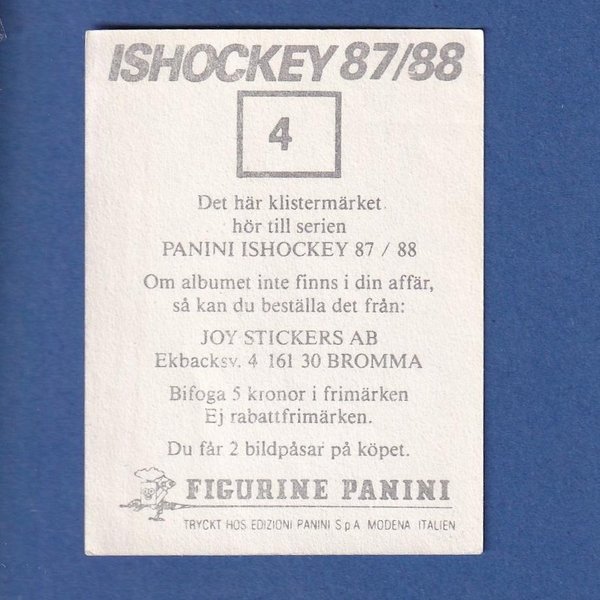 ISHOCKEY 87/88
4
Det här klistermärket
hör till serien
PANINI ISHOCKEY 87 / 88
Om albumet inte finns i din affär,
så kan du beställa det från:
JOY STICKERS AB
Ekbacksv. 4 161 30 BROMMA
Bifoga 5 kronor i frimärken
Ej rabattfrimärken.
Du får 2 bildpåsar på köpet.
FIGURINE PANINI
TRYCKT HOS EDIZIONI PANINI S p A MODENA ITALIEN